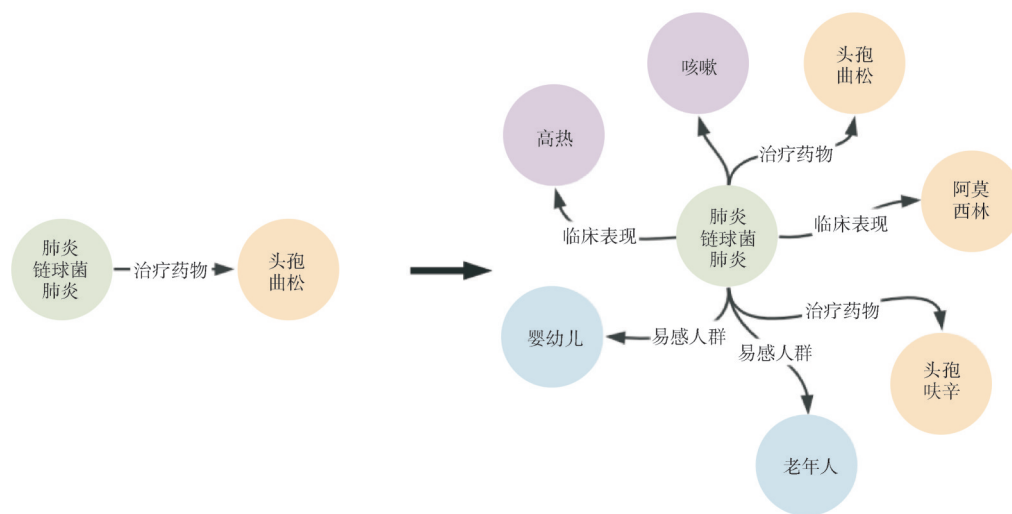 肺炎
链球菌
肺炎
治疗药物
头孢
曲松
咳嗽
头孢
曲松
高热
治疗药物
阿莫
西林
临床表现
肺炎
链球菌
肺炎
临床表现
婴幼儿
易感人群
治疗药物
易感人群
头孢
呋辛
老年人